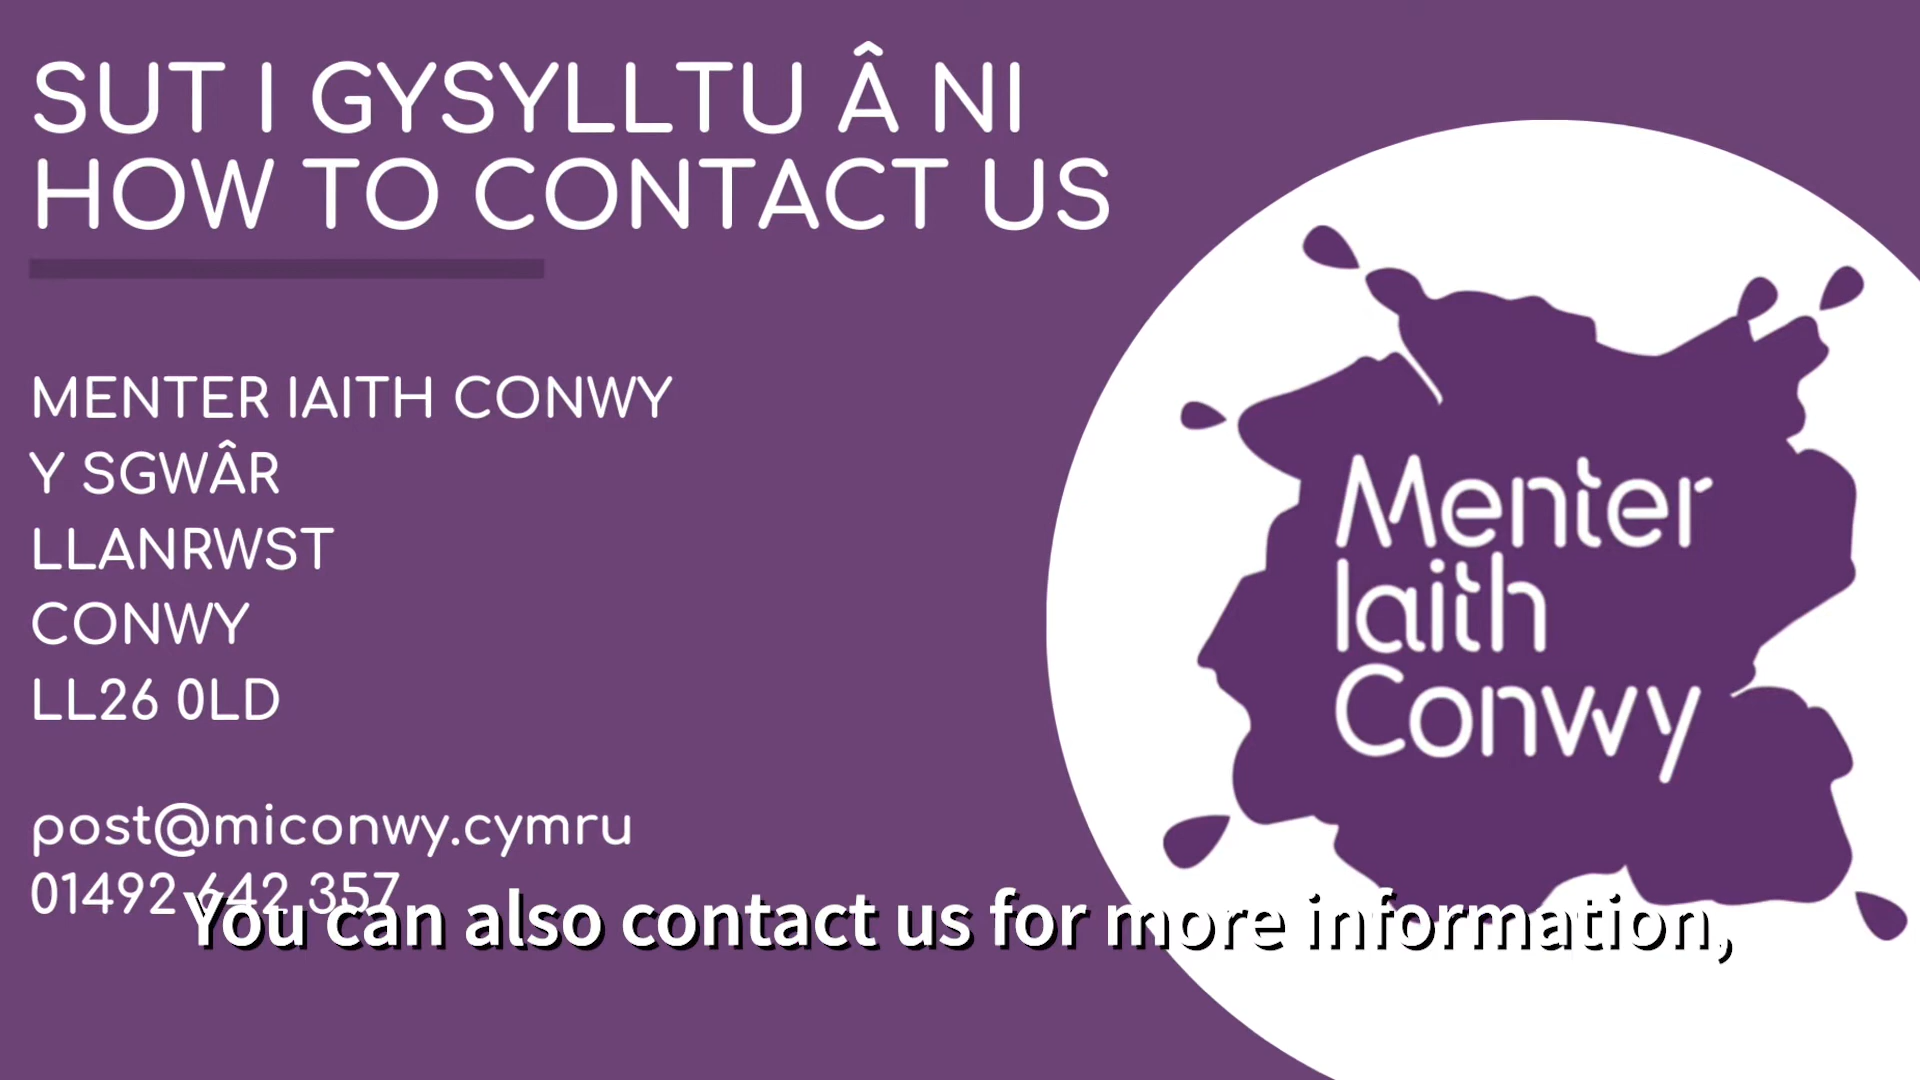 SUT I GYSYLLTU Â NI
HOW TO CONTACT US
MENTER IAITH CONWY
Y SGWÂR
LLANRWST
CONWY
LL26 0LD
post@miconwy.cymru
01492 642 357
You can also contact us for more information,
Menter
Iaith
Conwy